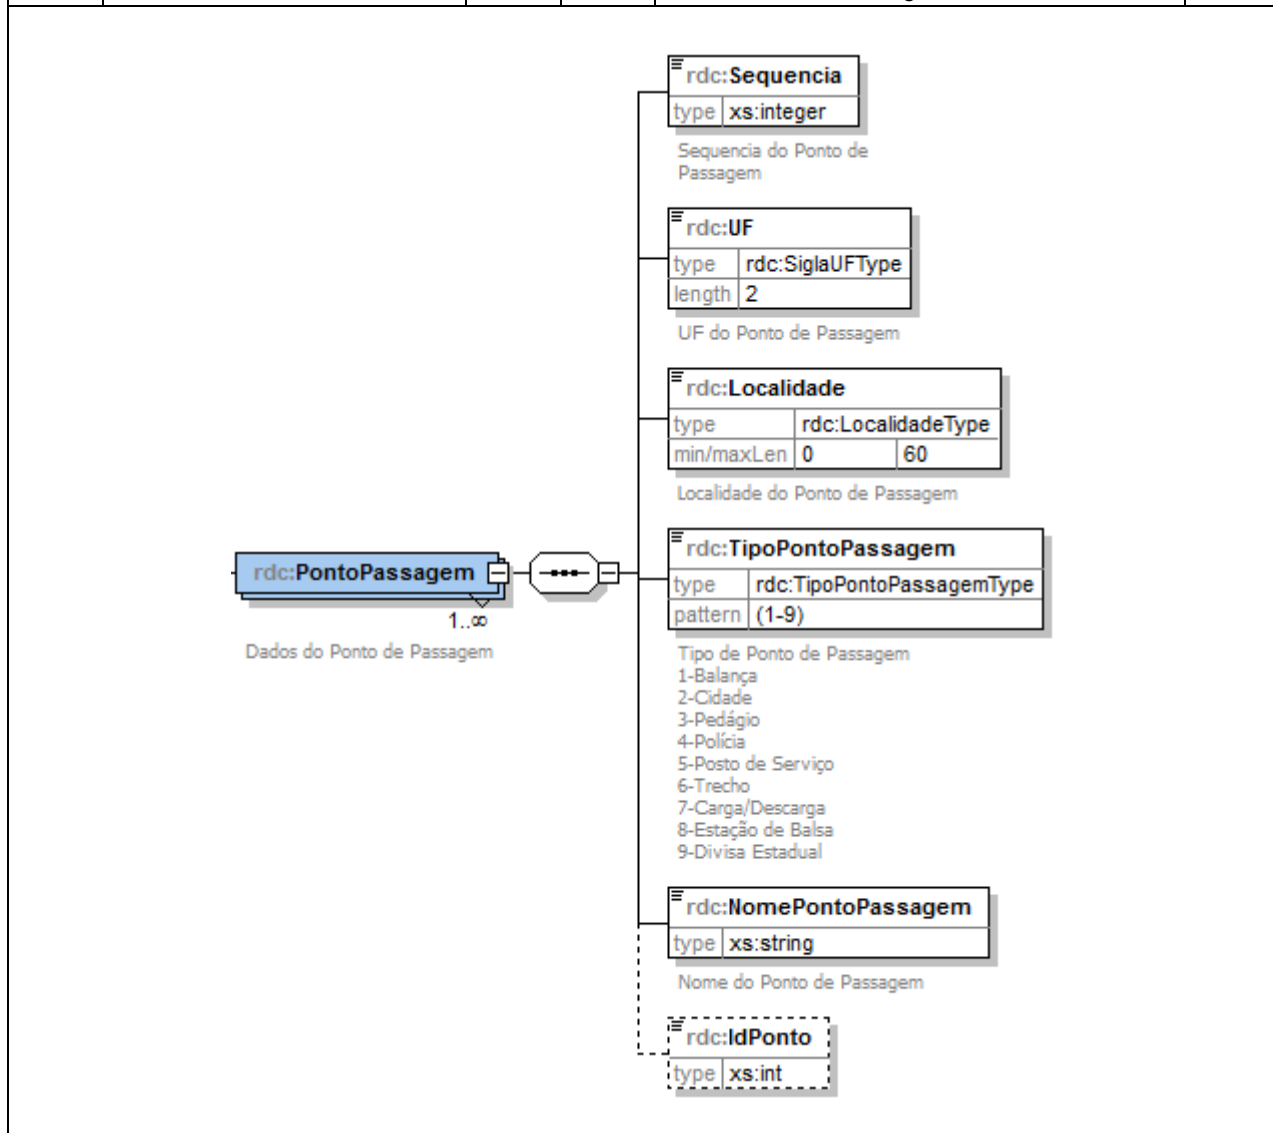 rdc:Sequencia
type xs:integer
Sequencia do Ponto de
Passagem
rdc:UF
type rdc:SiglaUFType
length 2
UF do Ponto de Passagem
rdc:Localidade
type rdc:LocalidadeType
min/maxLen 0 60
Localidade do Ponto de Passagem
rdc:PontoPassagem
1..∞
Dados do Ponto de Passagem
rdc:TipoPontoPassagem
type rdc:TipoPontoPassagemType
pattern (1-9)
Tipo de Ponto de Passagem
1-Balança
2-Cidade
3-Pedágio
4-Polícia
5-Posto de Serviço
6-Trecho
7-Carga/Descarga
8-Estação de Balsa
9-Divisa Estadual
rdc:NomePontoPassagem
type xs:string
Nome do Ponto de Passagem
rdc:IdPonto
type xs:int